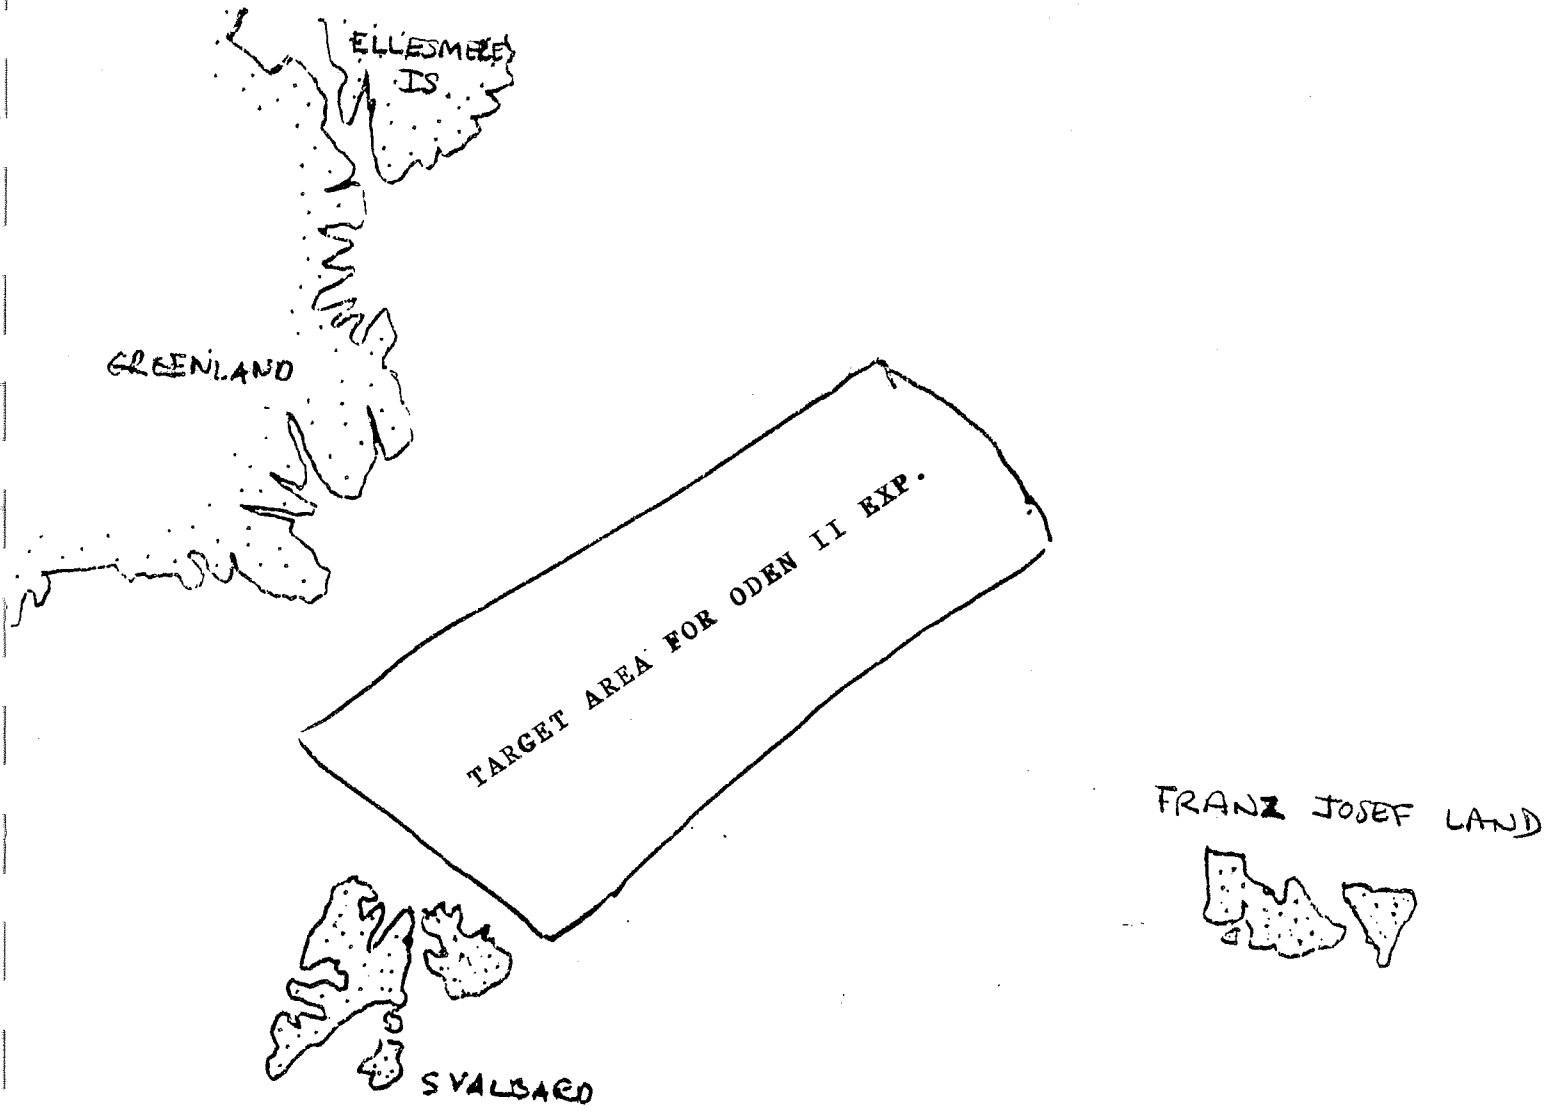 ELLESMERE
IS
GREENLAND
TARGET AREA FOR ODEN II EXP.
FRANZ JOSEF LAND
SVALBARD